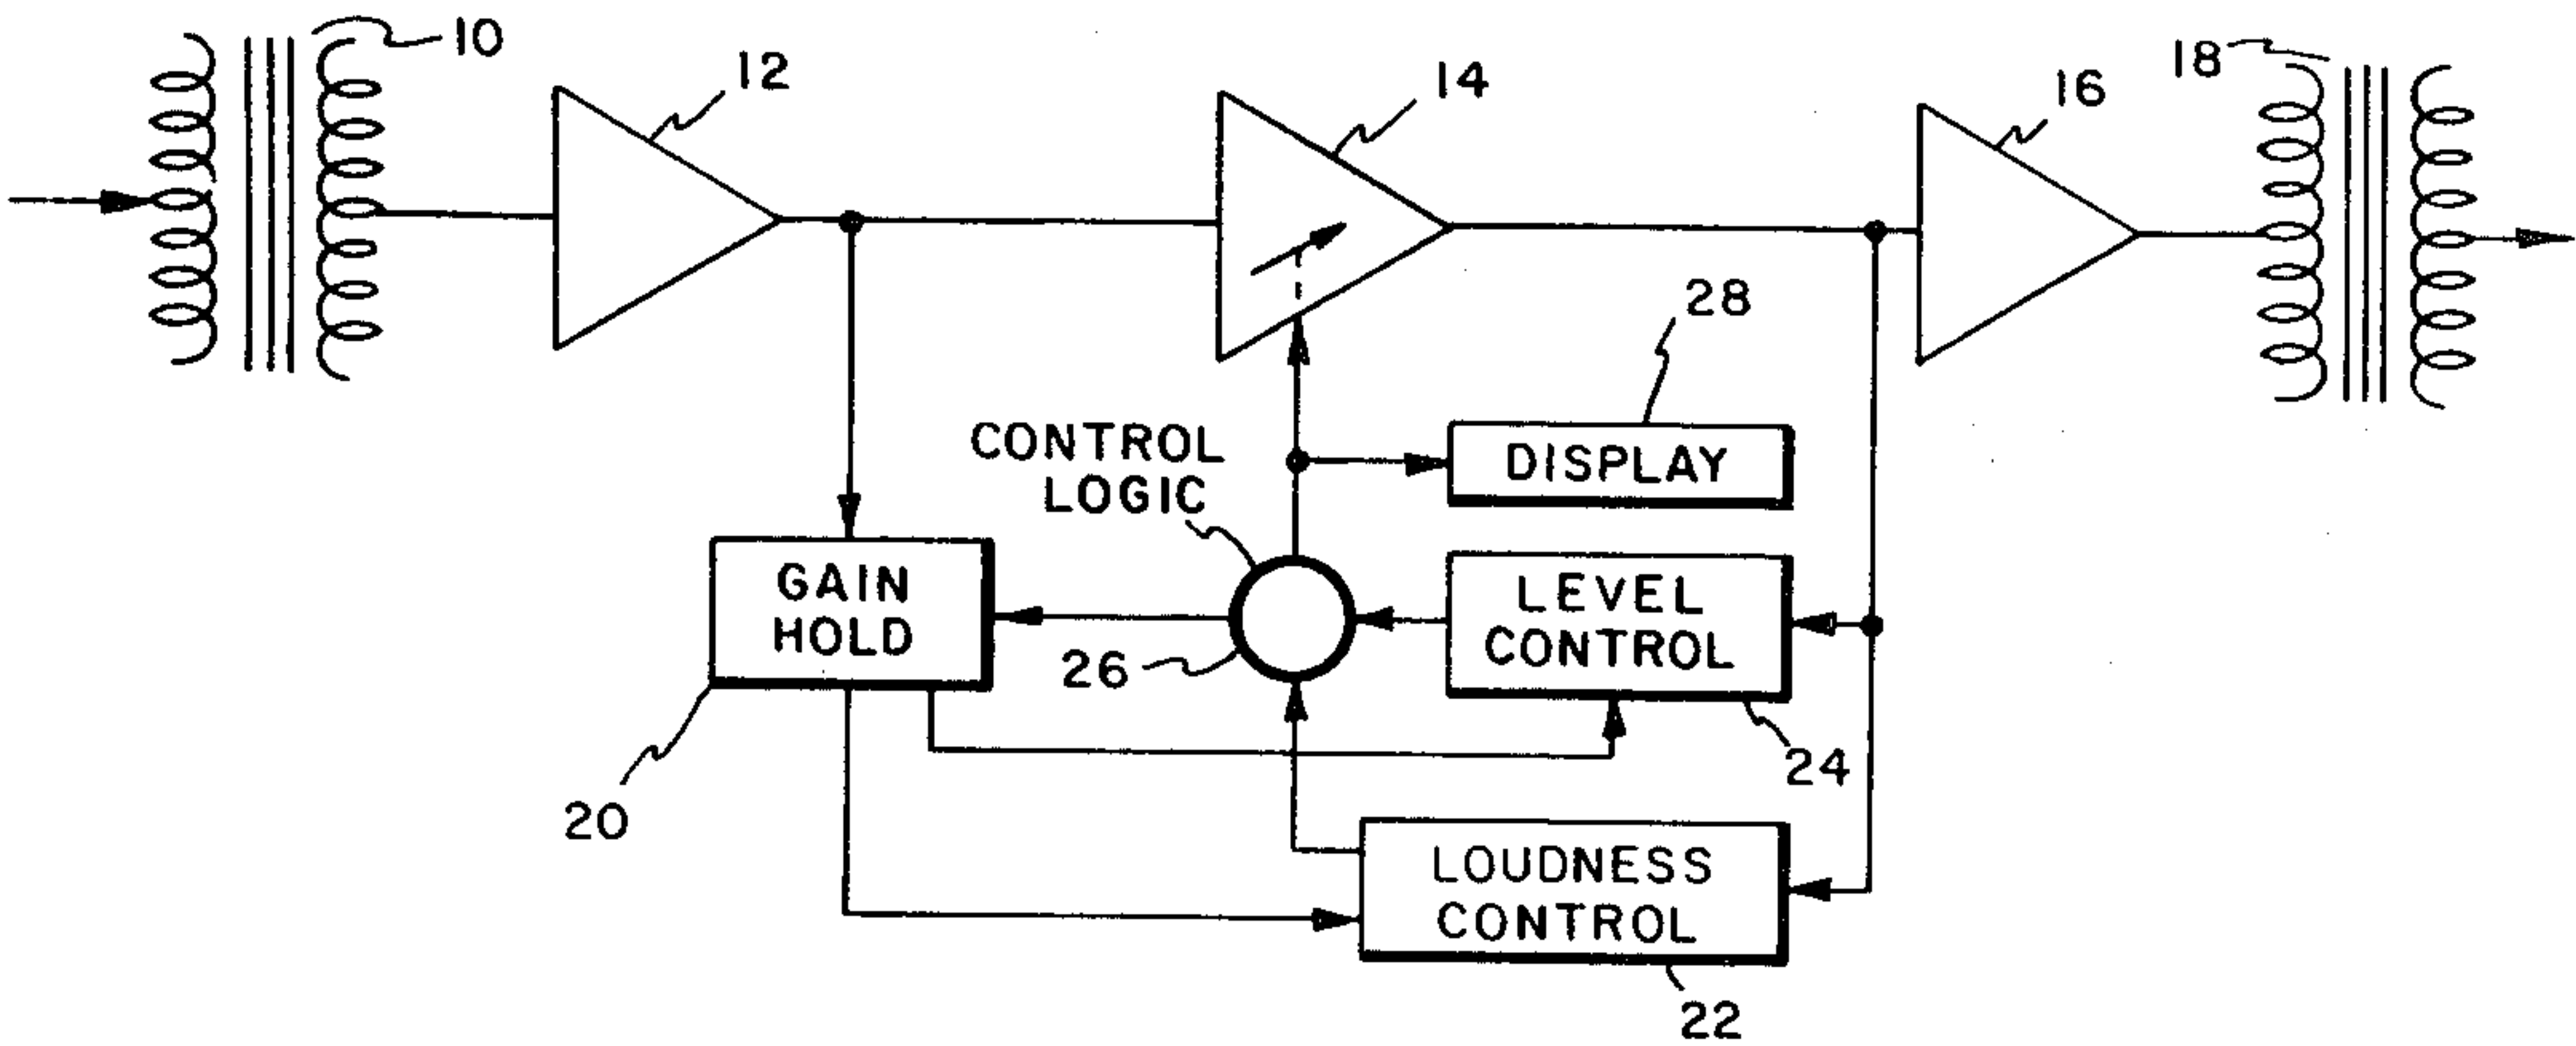 10
12
14
16
18
28
DISPLAY
CONTROL
LOGIC
GAIN
HOLD
26
LEVEL
CONTROL
20
24
LOUDNESS
CONTROL
22